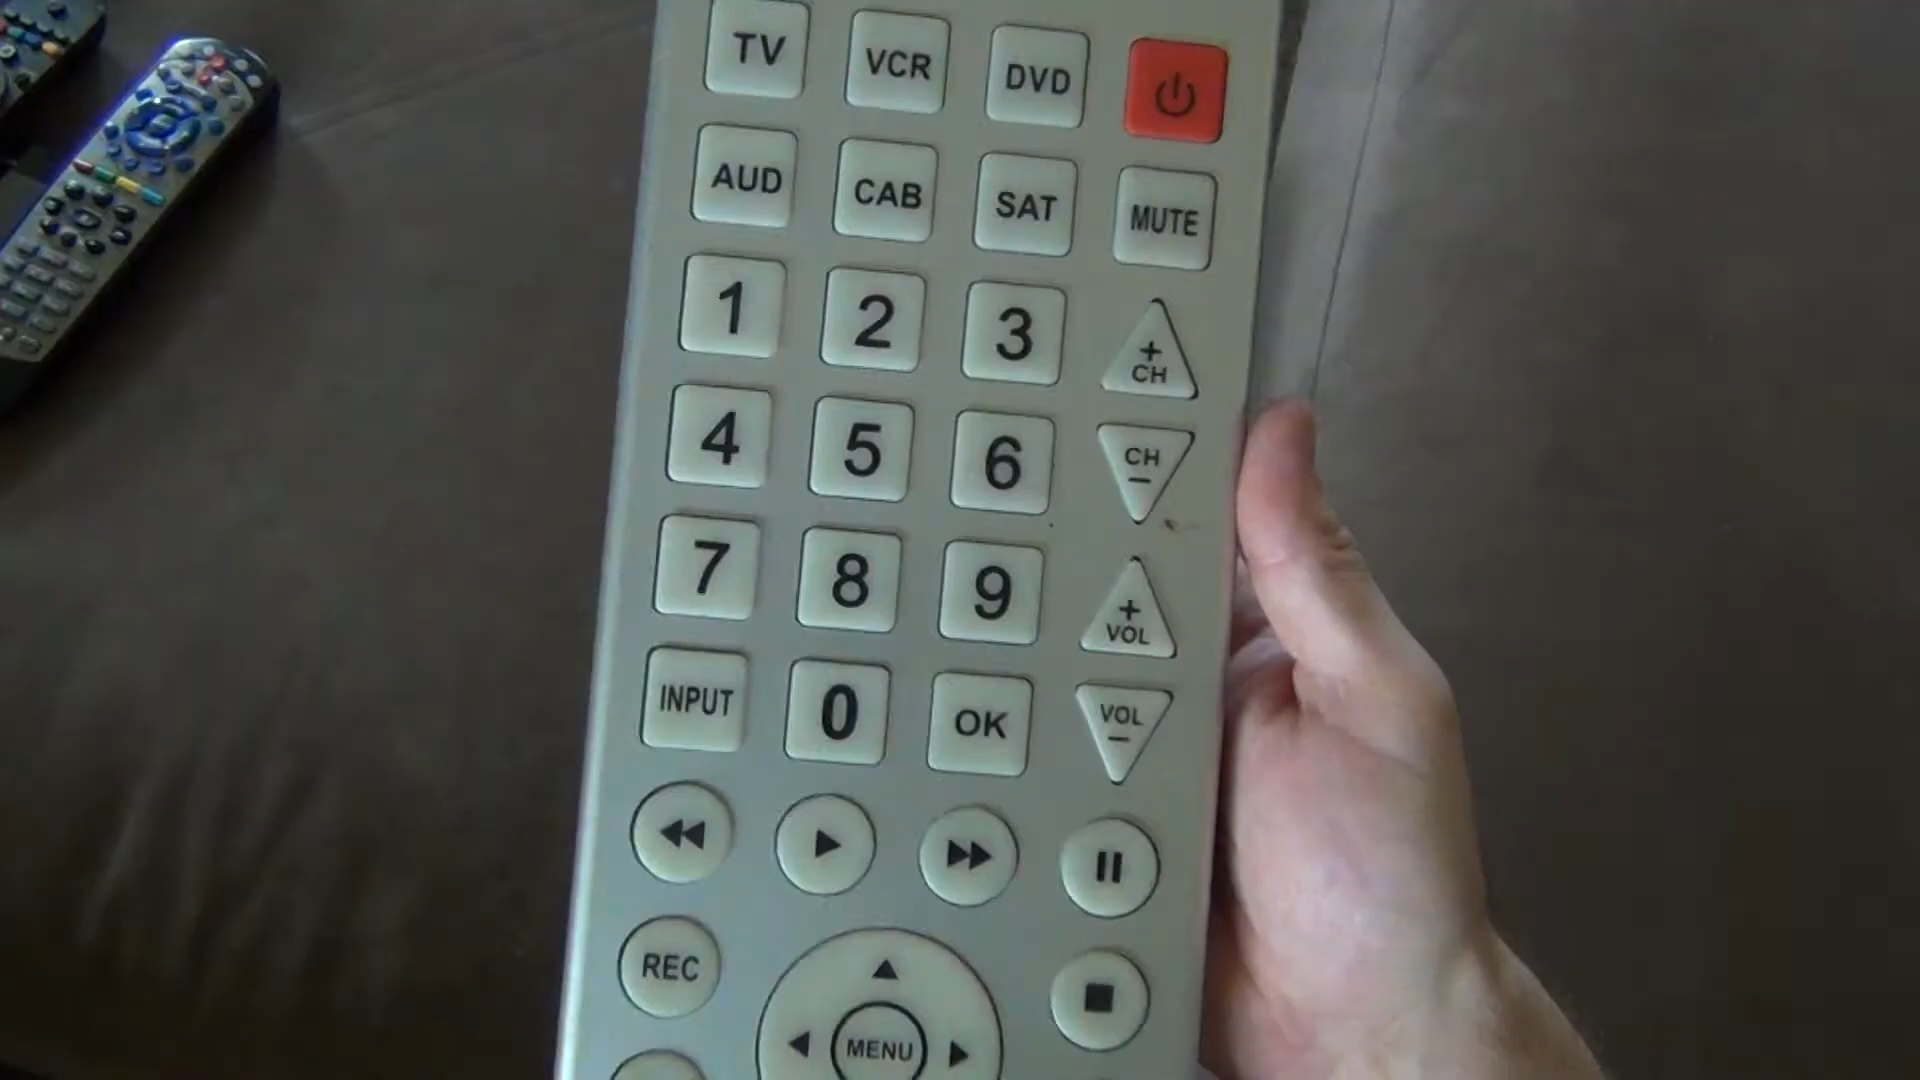 TV VCR DVD
AUD CAB SAT MUTE
1 2 3 + CH
4 5 6 CH −
7 8 9 + VOL
INPUT 0 OK VOL −
REC
MENU